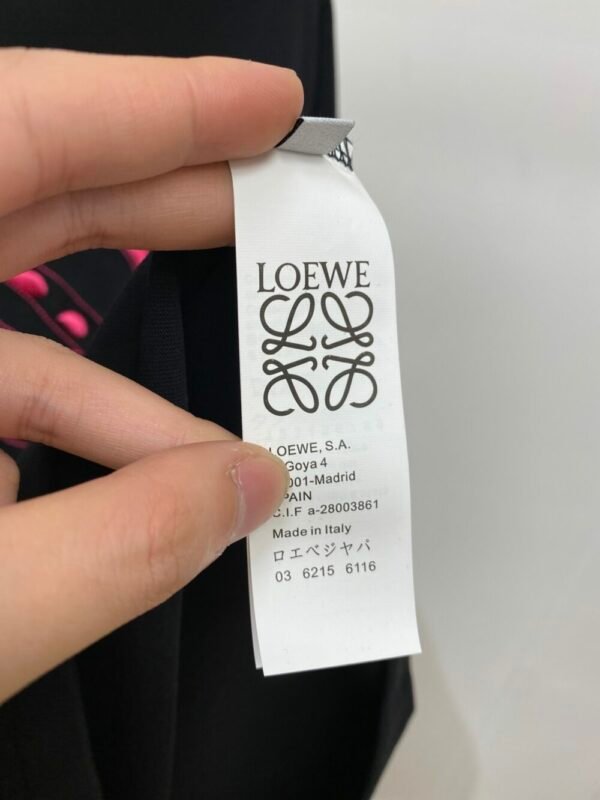 LOEWE
LOEWE, S.A.
Goya 4
001-Madrid
PAIN
C.I.F a-28003861
Made in Italy
ロエベジヤパ
03 6215 6116